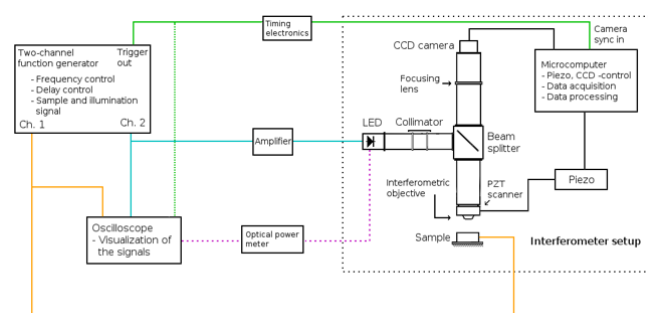 Timing
electronics
Camera
sync in
Two-channel
function generator
Trigger
out
- Frequency control
- Delay control
- Sample and illumination
signal
Ch. 1
Ch. 2
CCD camera
Microcomputer
- Piezo, CCD -control
- Data acquisition
- Data processing
Focusing
lens
LED
Collimator
Amplifier
Beam
splitter
Interferometric
objective
PZT
scanner
Piezo
Oscilloscope
- Visualization of
the signals
Optical power
meter
Sample
Interferometer setup